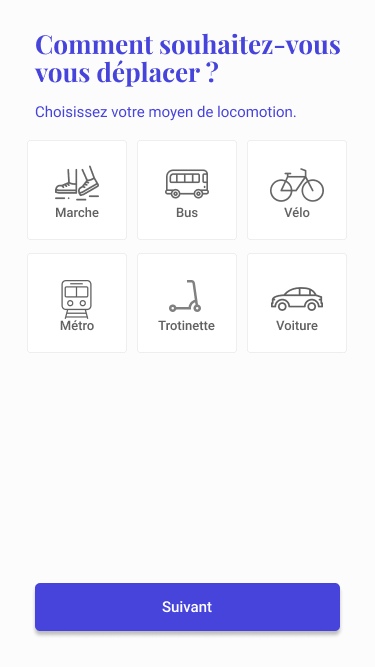 Comment souhaitez-vous
vous déplacer ?
Choisissez votre moyen de locomotion.
Marche
Bus
Vélo
Métro
Trotinette
Voiture
Suivant